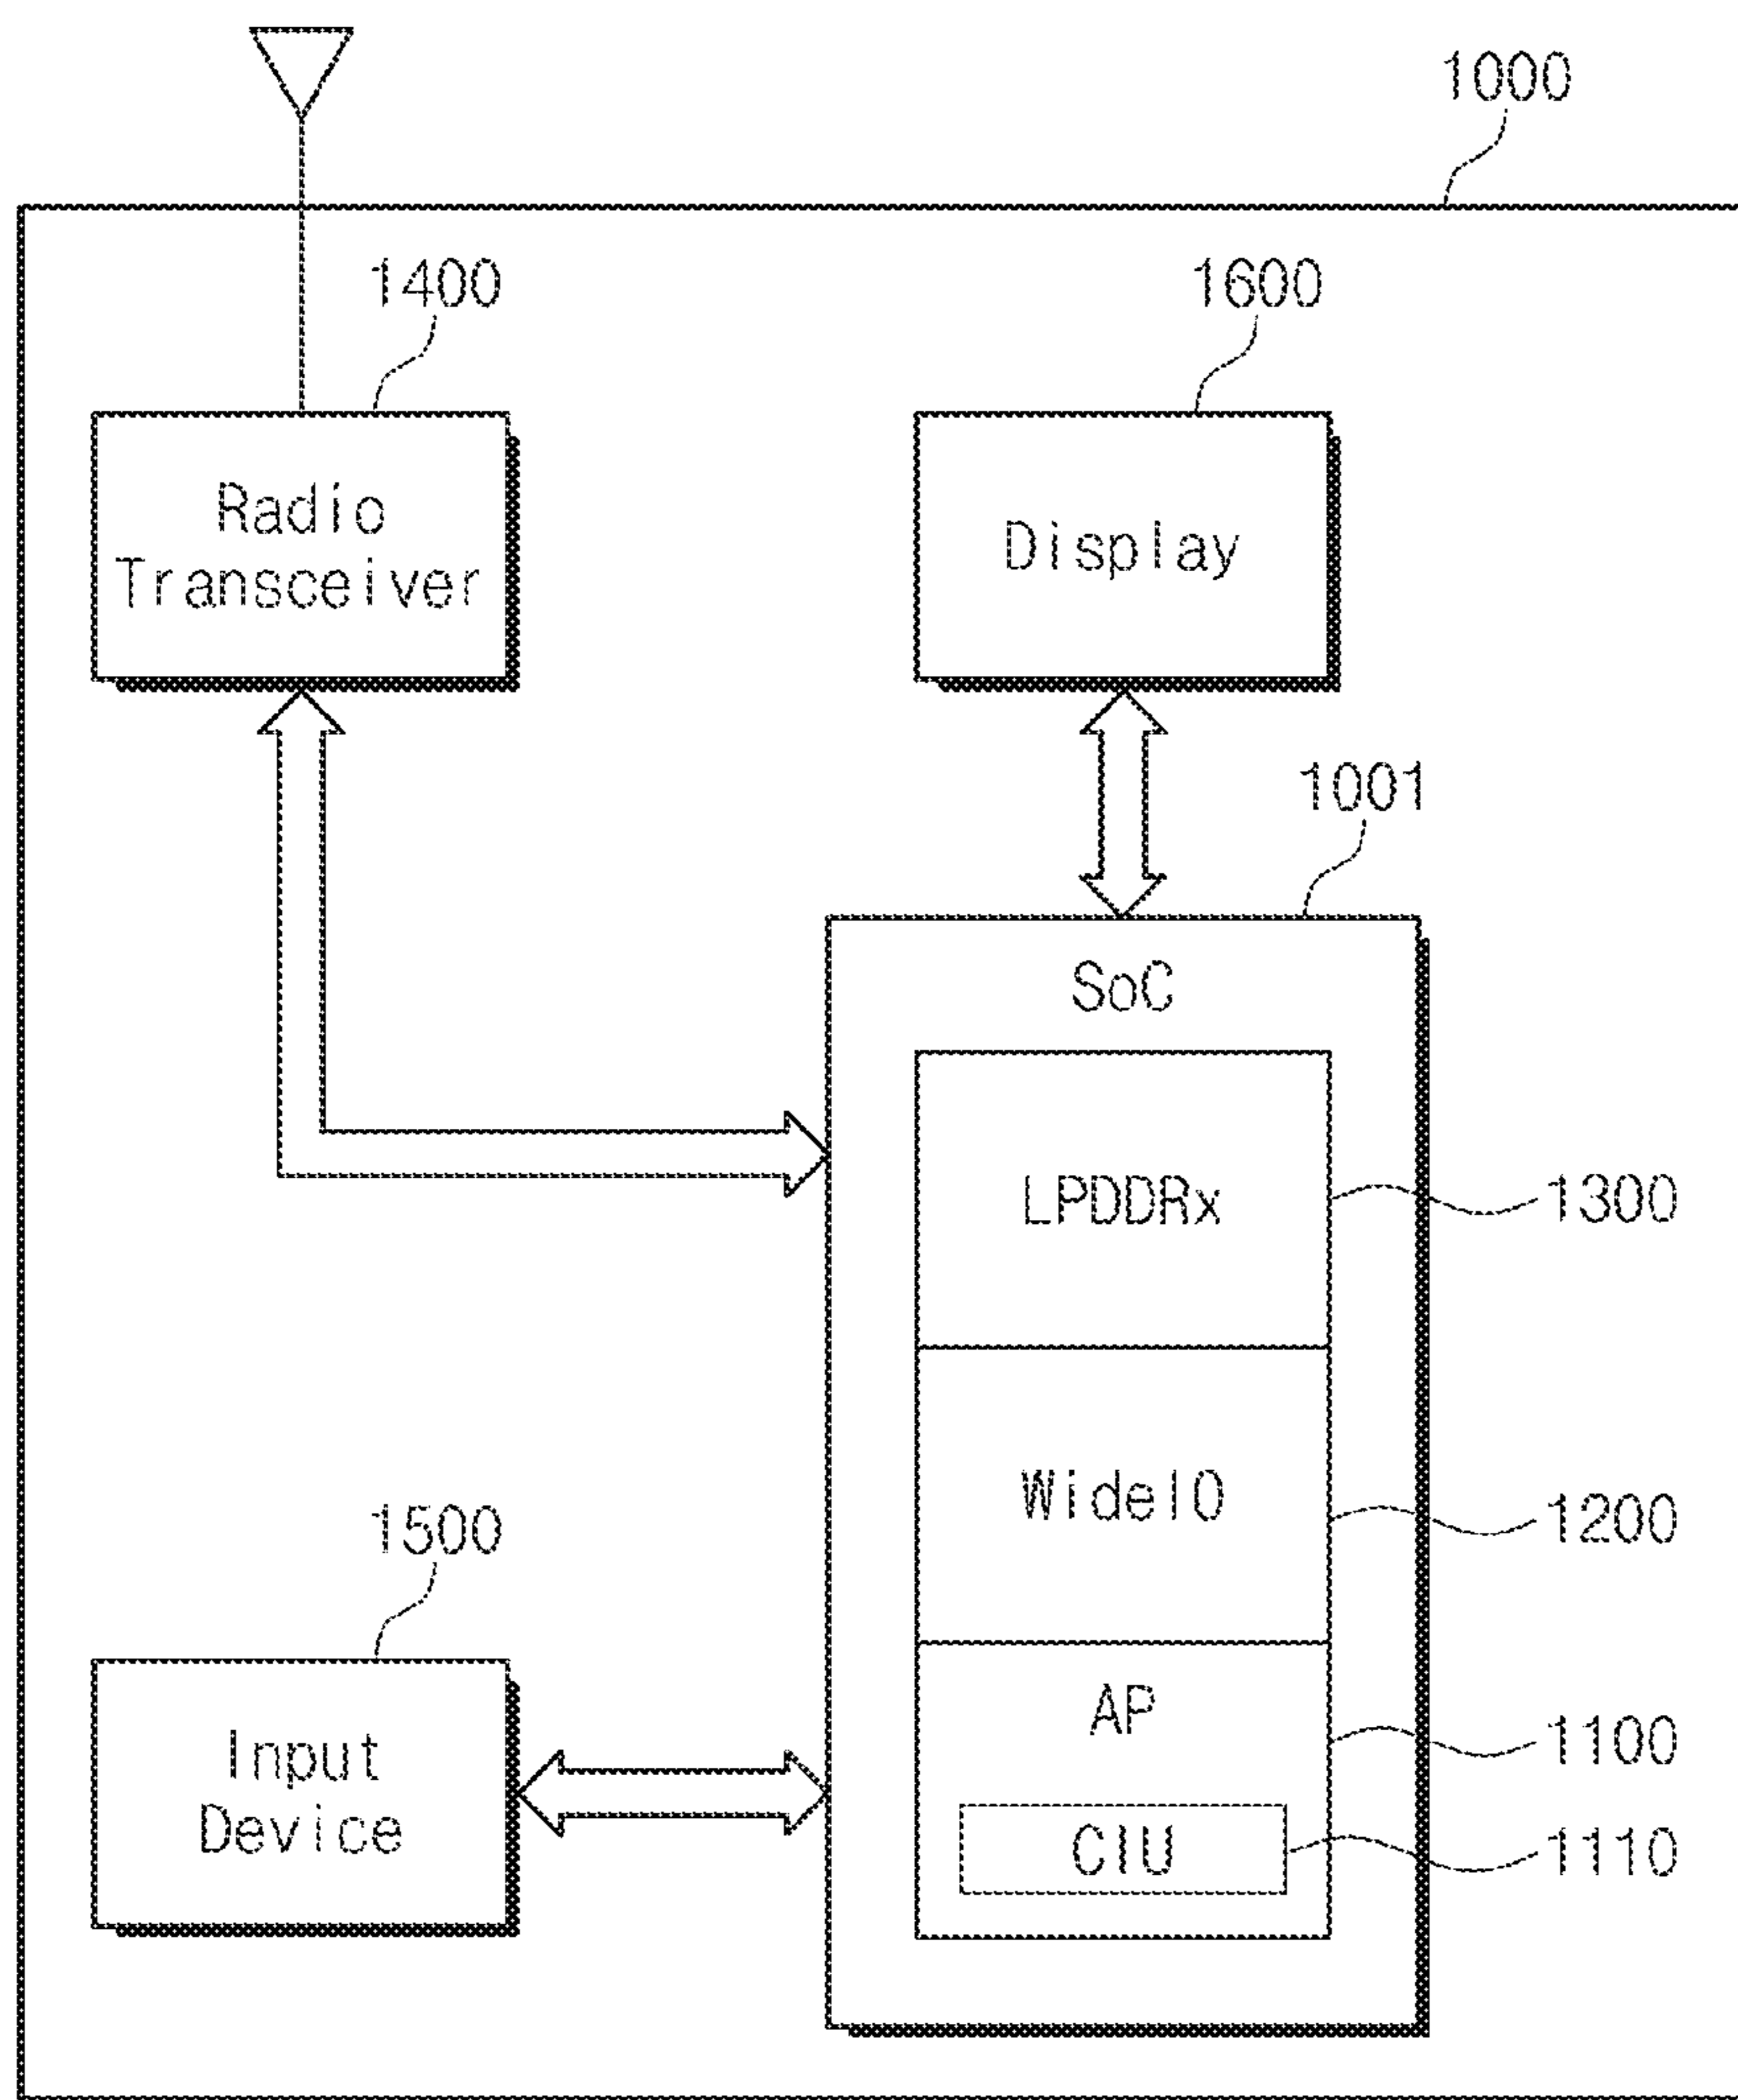 1000
1400
1600
Radio
Transceiver
Display
1001
SoC
LPDDRx
1300
WideIO
1200
1500
Input
Device
AP
1100
CIU
1110